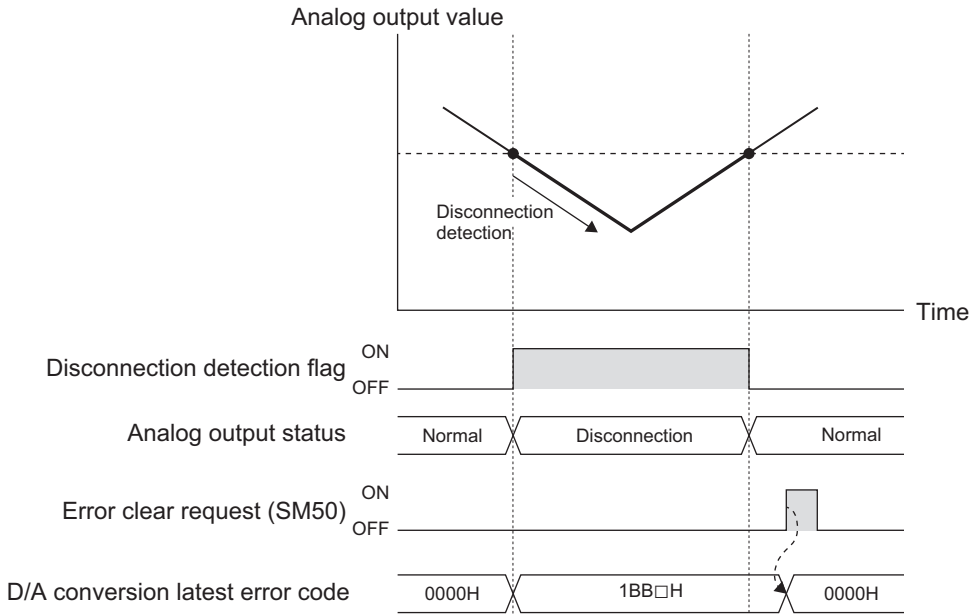 Analog output value
Disconnection
detection
Time
Disconnection detection flag
ON
OFF
Analog output status
Normal
Disconnection
Normal
Error clear request (SM50)
ON
OFF
D/A conversion latest error code
0000H
1BB□H
0000H